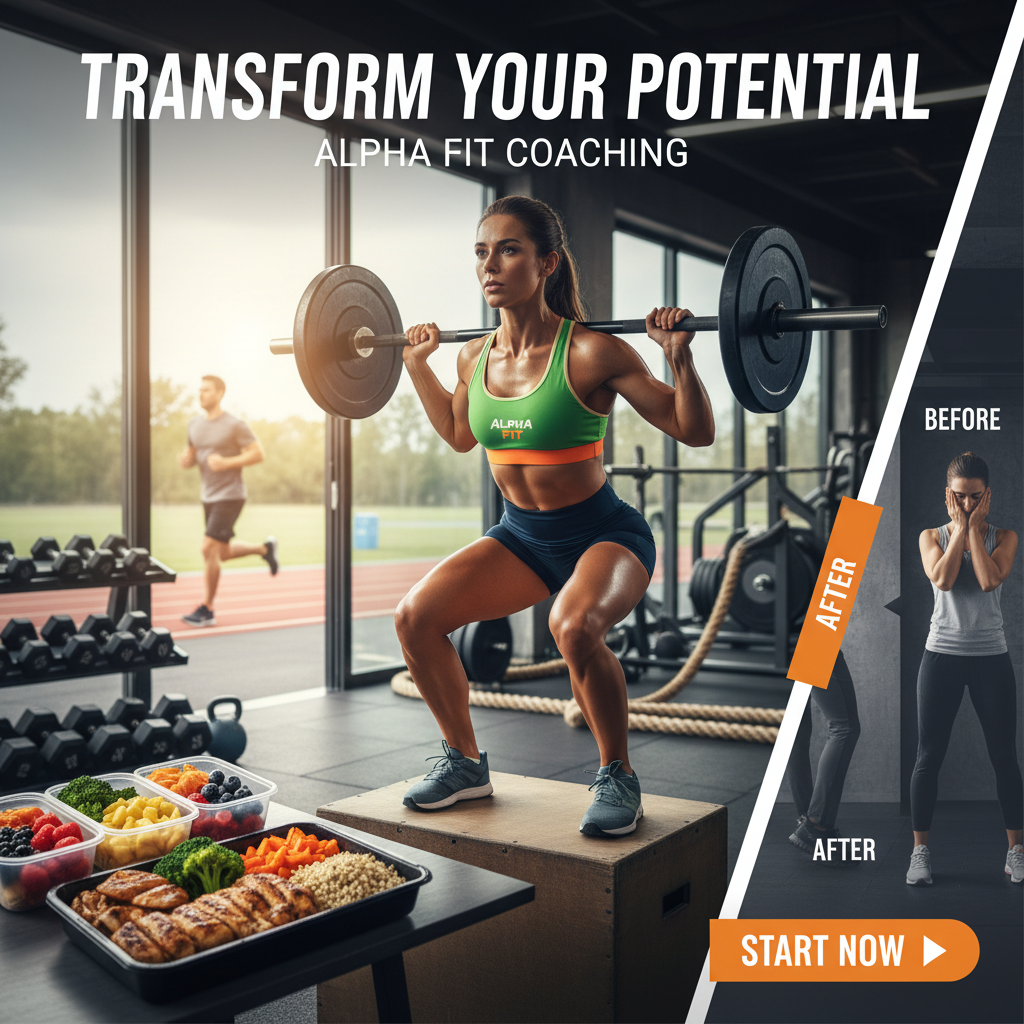 TRANSFORM YOUR POTENTIAL
ALPHA FIT COACHING
ALPHA
FIT
BEFORE
AFTER
AFTER
START NOW